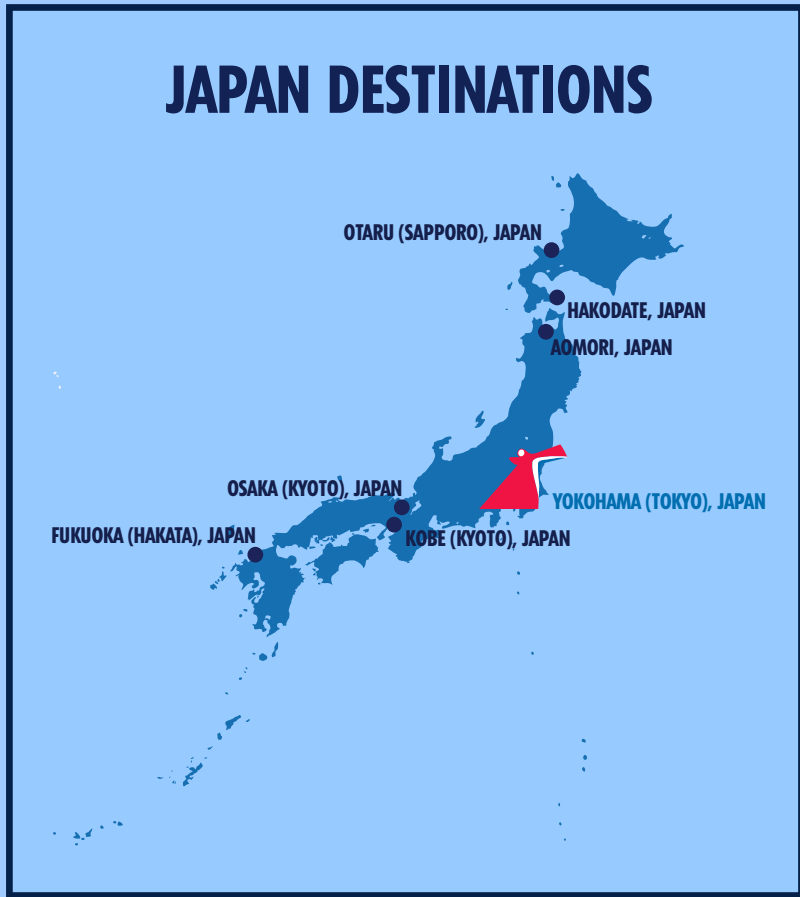 JAPAN DESTINATIONS
OTARU (SAPPORO), JAPAN
HAKODATE, JAPAN
AOMORI, JAPAN
OSAKA (KYOTO), JAPAN
YOKOHAMA (TOKYO), JAPAN
FUKUOKA (HAKATA), JAPAN
KOBE (KYOTO), JAPAN